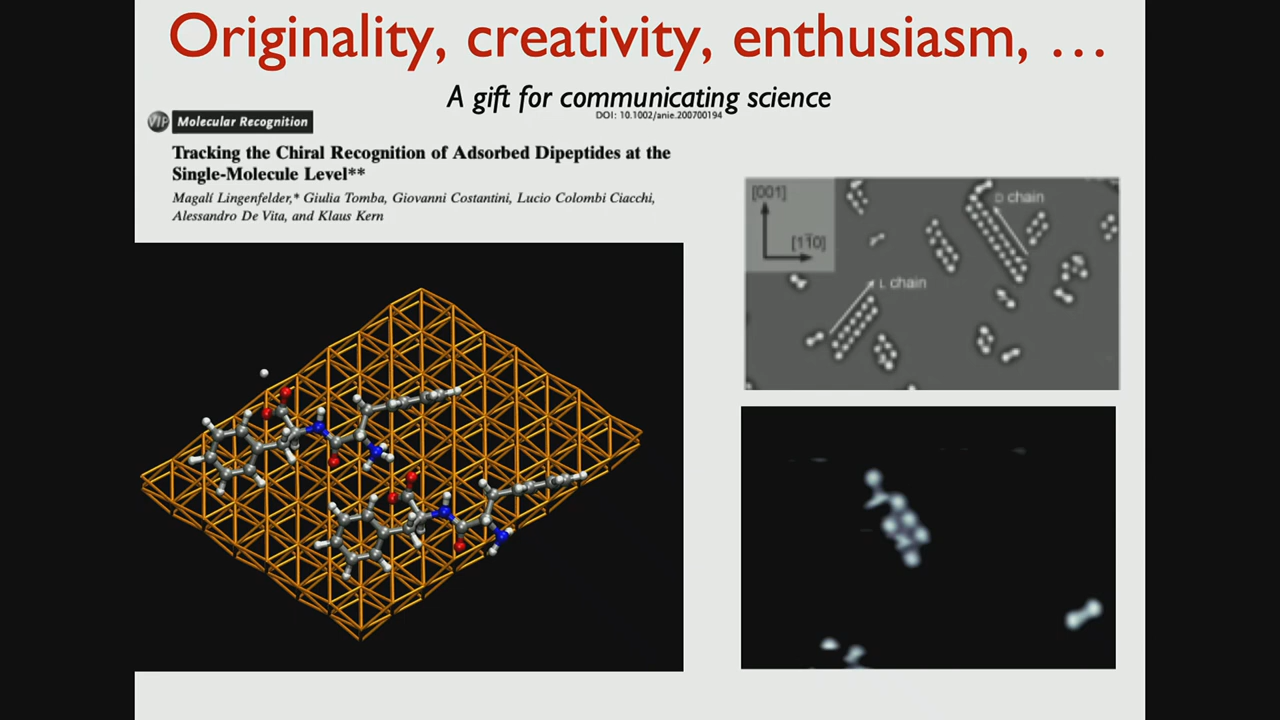 Originality, creativity, enthusiasm, …
A gift for communicating science
DOI: 10.1002/anie.200700194
VIP Molecular Recognition
Tracking the Chiral Recognition of Adsorbed Dipeptides at the
Single-Molecule Level**
Magalí Lingenfelder,* Giulia Tomba, Giovanni Costantini, Lucio Colombi Ciacchi,
Alessandro De Vita, and Klaus Kern
[001]
[11̅0]
D chain
L chain